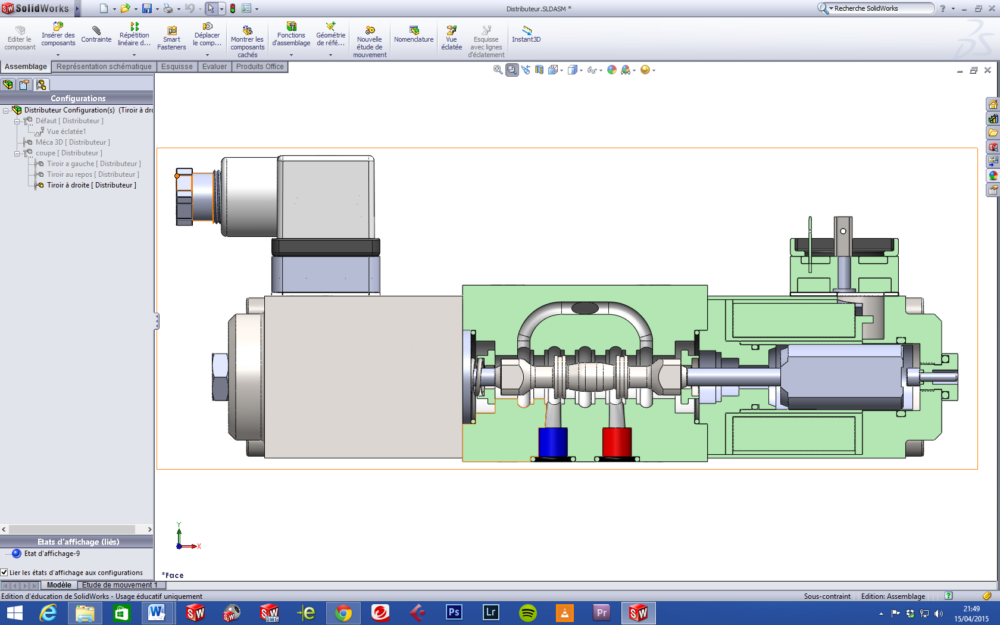 SolidWorks
Distributeur.SLDASM *
Recherche SolidWorks
Editer le composant
Insérer des composants
Contrainte
Répétition linéaire d...
Smart Fasteners
Déplacer le comp...
Montrer les composants cachés
Fonctions d'assemblage
Géométrie de réfé...
Nouvelle étude de mouvement
Nomenclature
Vue éclatée
Esquisse avec lignes d'éclatement
Instant3D
Assemblage
Représentation schématique
Esquisse
Evaluer
Produits Office
Configurations
Distributeur Configuration(s) (Tiroir à dro
Défaut [ Distributeur ]
Vue éclatée1
Méca 3D [ Distributeur ]
coupe [ Distributeur ]
Tiroir a gauche [ Distributeur ]
Tiroir au repos [ Distributeur ]
Tiroir à droite [ Distributeur ]
Etats d'affichage (liés)
Etat d'affichage-9
Lier les états d'affichage aux configurations
Y
X
*Face
Modèle
Etude de mouvement 1
Edition d'éducation de SolidWorks - Usage éducatif uniquement
Sous-contraint
Edition: Assemblage
Ps
Lr
Pr
21:49
15/04/2015